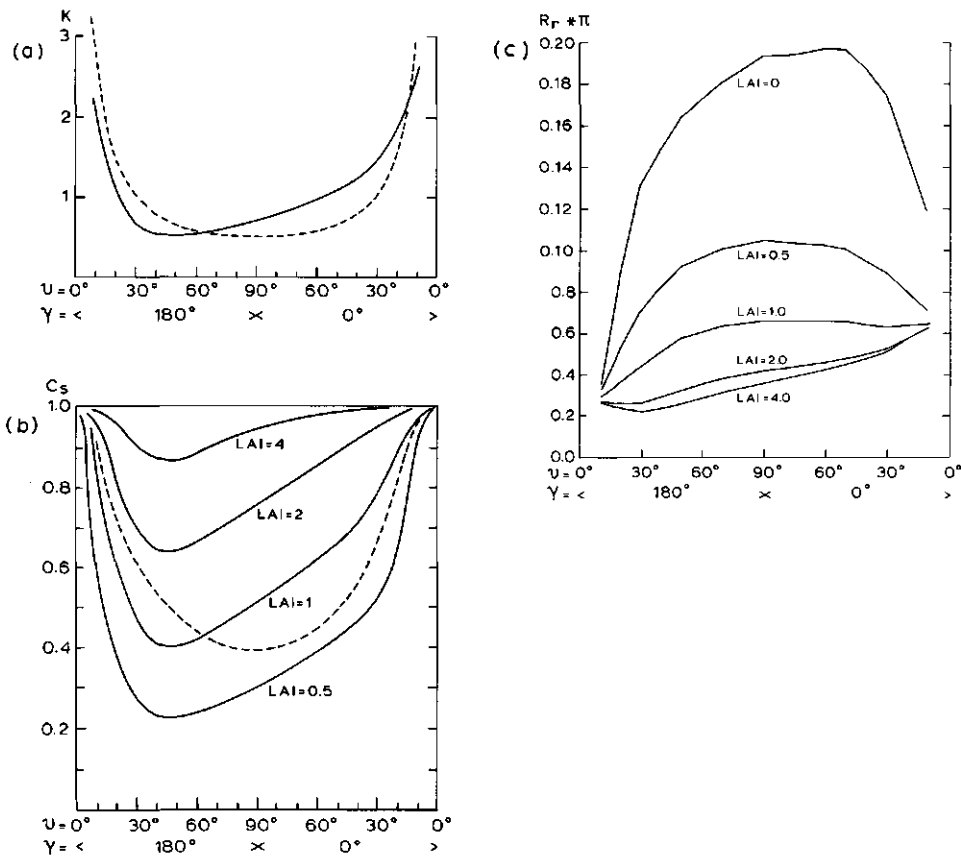 (a)
K
3
2
1
υ= 0° 30° 60° 90° 60° 30° 0°
γ= < 180° >< 0° >
(b)
Cs
1.0
0.8
0.6
0.4
0.2
LAI=4
LAI=2
LAI=1
LAI=0.5
υ= 0° 30° 60° 90° 60° 30° 0°
γ= < 180° >< 0° >
(c)
Rr *π
0.20
0.18
0.16
0.14
0.12
0.10
0.8
0.6
0.4
0.2
0.0
LAI=0
LAI=0.5
LAI=1.0
LAI=2.0
LAI=4.0
υ= 0° 30° 60° 90° 60° 30° 0°
γ= < 180° >< 0° >